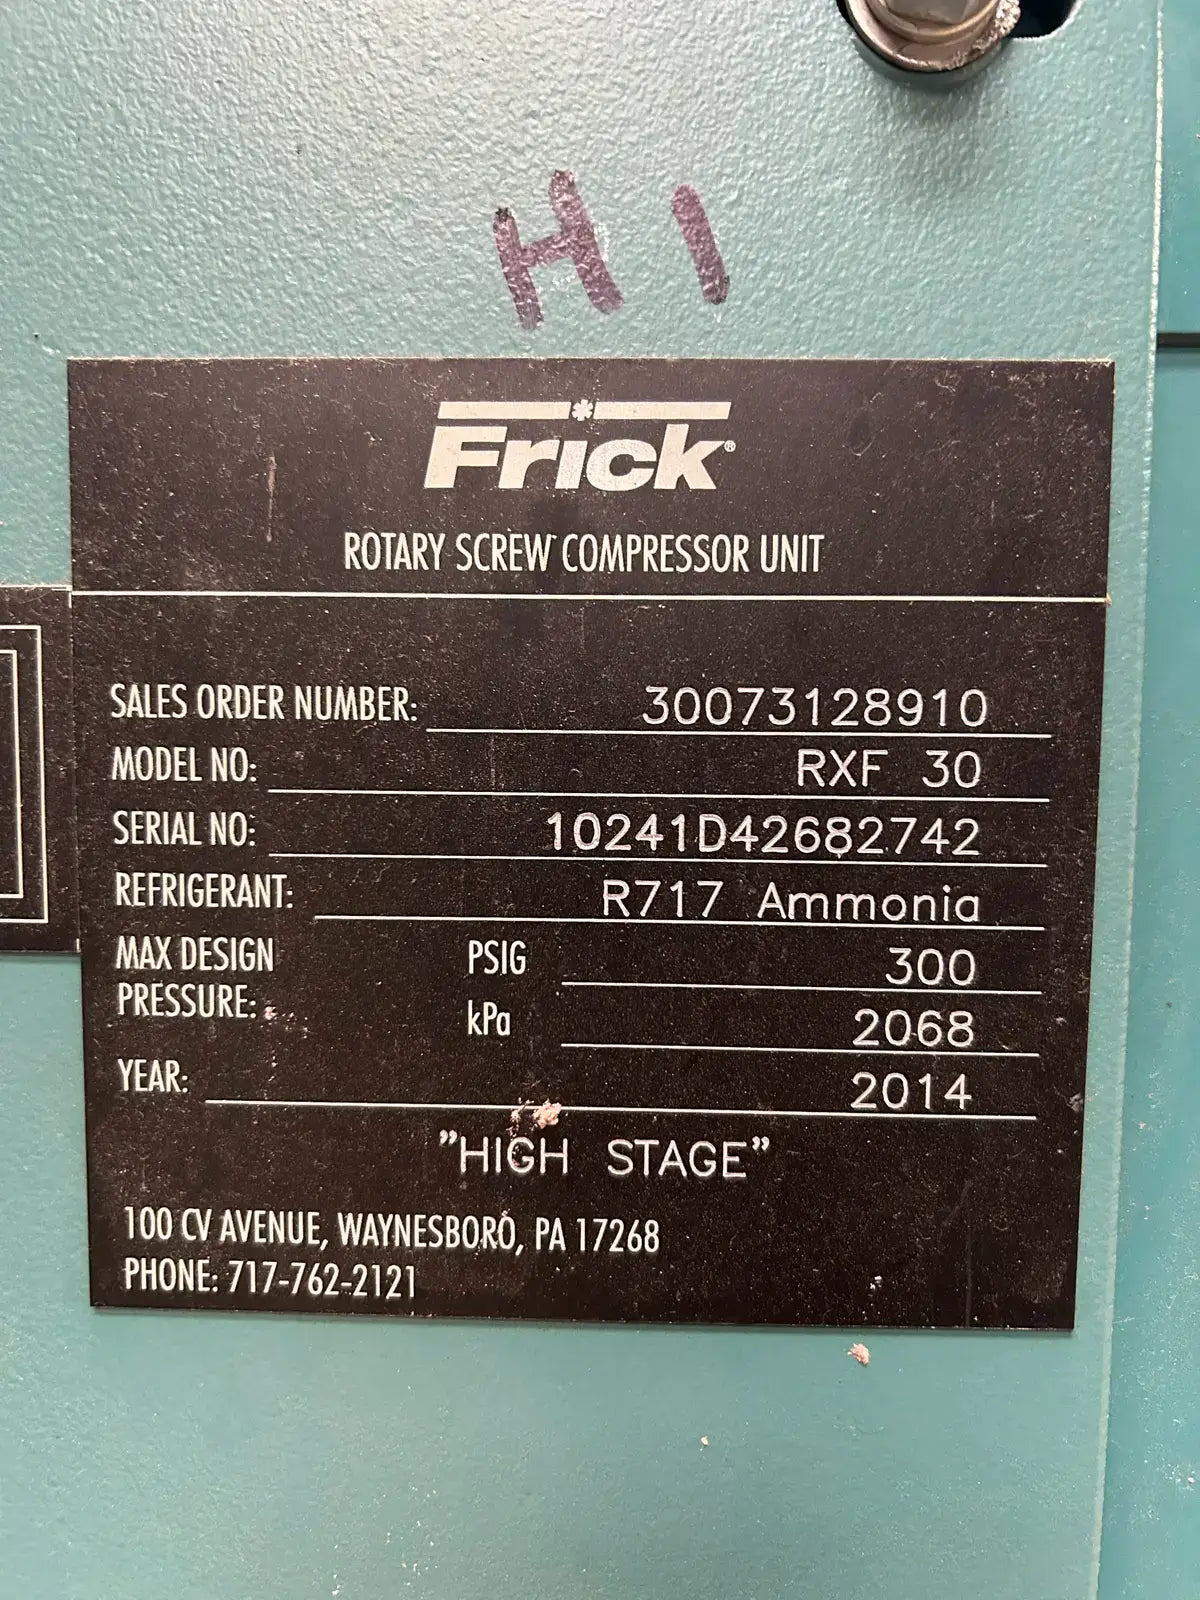 H1
Frick®
ROTARY SCREW COMPRESSOR UNIT
SALES ORDER NUMBER: 30073128910
MODEL NO: RXF 30
SERIAL NO: 10241D42682742
REFRIGERANT: R717 Ammonia
MAX DESIGN PSIG 300
PRESSURE: kPa 2068
YEAR: 2014
"HIGH STAGE"
100 CV AVENUE, WAYNESBORO, PA 17268
PHONE: 717-762-2121